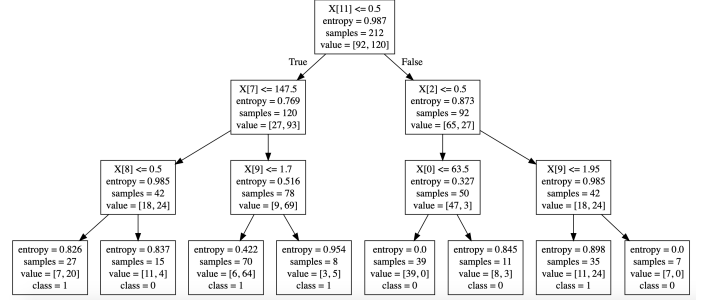 X[11] <= 0.5
entropy = 0.987
samples = 212
value = [92, 120]
True
False
X[7] <= 147.5
entropy = 0.769
samples = 120
value = [27, 93]
X[2] <= 0.5
entropy = 0.873
samples = 92
value = [65, 27]
X[8] <= 0.5
entropy = 0.985
samples = 42
value = [18, 24]
X[9] <= 1.7
entropy = 0.516
samples = 78
value = [9, 69]
X[0] <= 63.5
entropy = 0.327
samples = 50
value = [47, 3]
X[9] <= 1.95
entropy = 0.985
samples = 42
value = [18, 24]
entropy = 0.826
samples = 27
value = [7, 20]
class = 1
entropy = 0.837
samples = 15
value = [11, 4]
class = 0
entropy = 0.422
samples = 70
value = [6, 64]
class = 1
entropy = 0.954
samples = 8
value = [3, 5]
class = 1
entropy = 0.0
samples = 39
value = [39, 0]
class = 0
entropy = 0.845
samples = 11
value = [8, 3]
class = 0
entropy = 0.898
samples = 35
value = [11, 24]
class = 1
entropy = 0.0
samples = 7
value = [7, 0]
class = 0